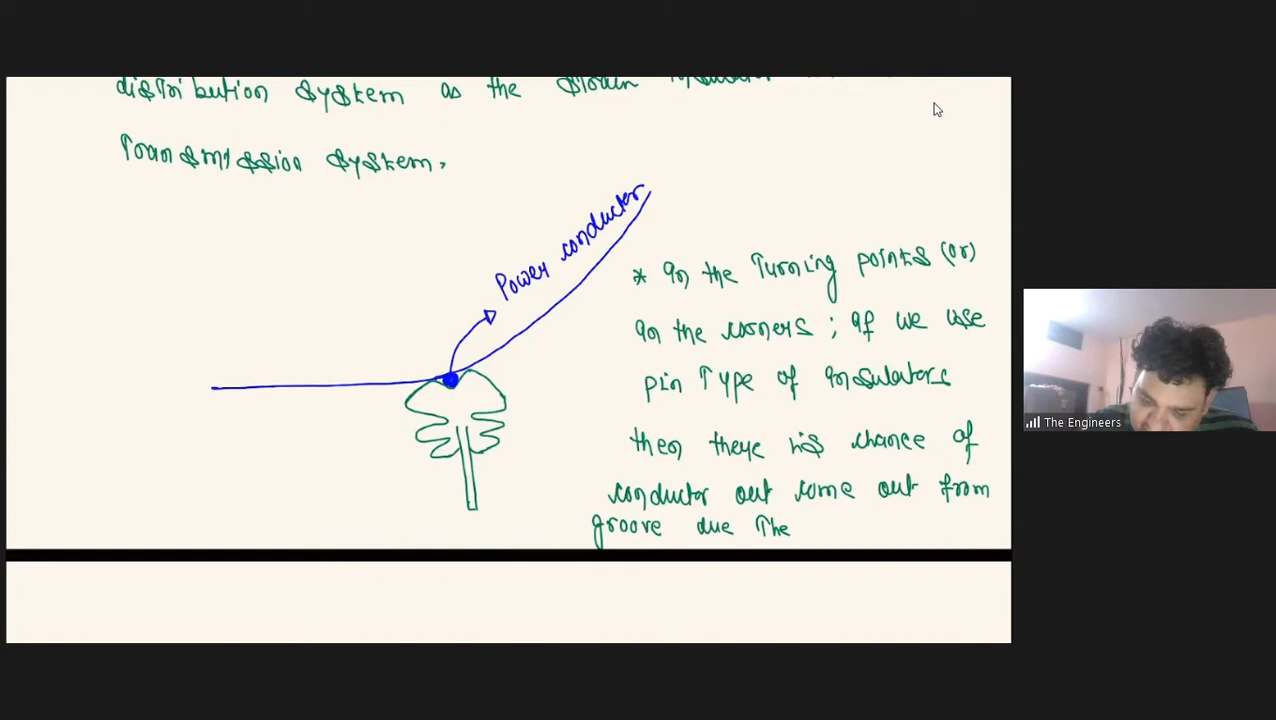 distribution system as the strain insulator
Transmission system,
Power conductor
* In the Turning points (or)
In the corners ; If we use
pin Type of Insulators
then there his chance of
conductor out come out from
groove due The
The Engineers